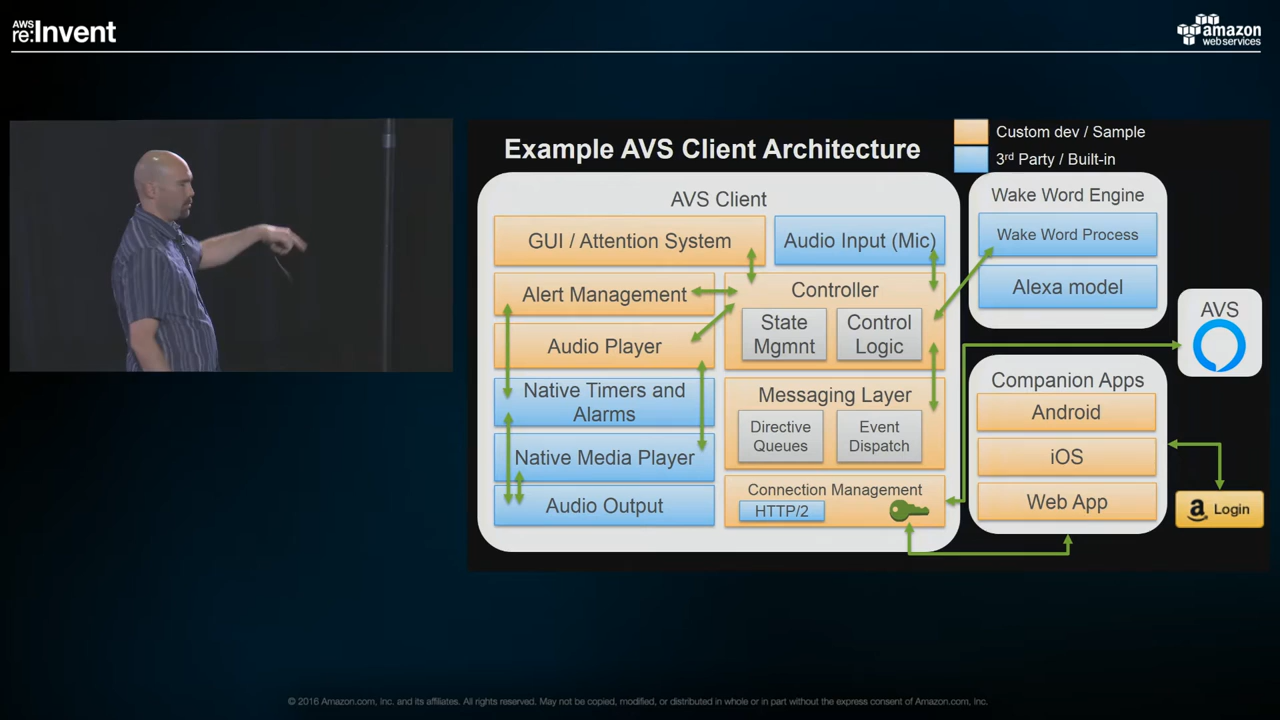 AWS
re:Invent
amazon
web services
Example AVS Client Architecture
Custom dev / Sample
3rd Party / Built-in
AVS Client
GUI / Attention System
Audio Input (Mic)
Alert Management
Audio Player
Native Timers and
Alarms
Native Media Player
Audio Output
Controller
State
Mgmnt
Control
Logic
Messaging Layer
Directive
Queues
Event
Dispatch
Connection Management
HTTP/2
Wake Word Engine
Wake Word Process
Alexa model
AVS
Companion Apps
Android
iOS
Web App
a Login
© 2016 Amazon.com, Inc. and its affiliates. All rights reserved. May not be copied, modified, or distributed in whole or in part without the express consent of Amazon.com, Inc.